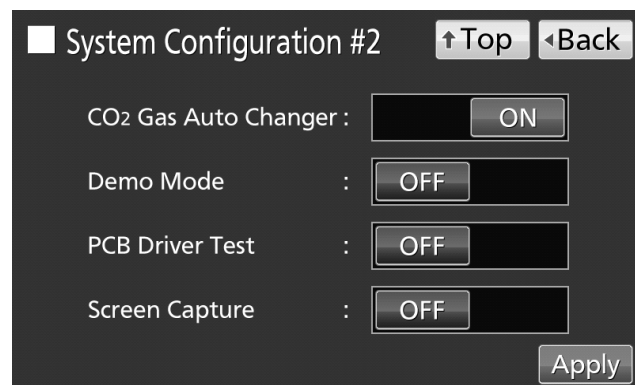 System Configuration #2 ↑Top ◂Back
CO2 Gas Auto Changer : ON
Demo Mode : OFF
PCB Driver Test : OFF
Screen Capture : OFF
Apply